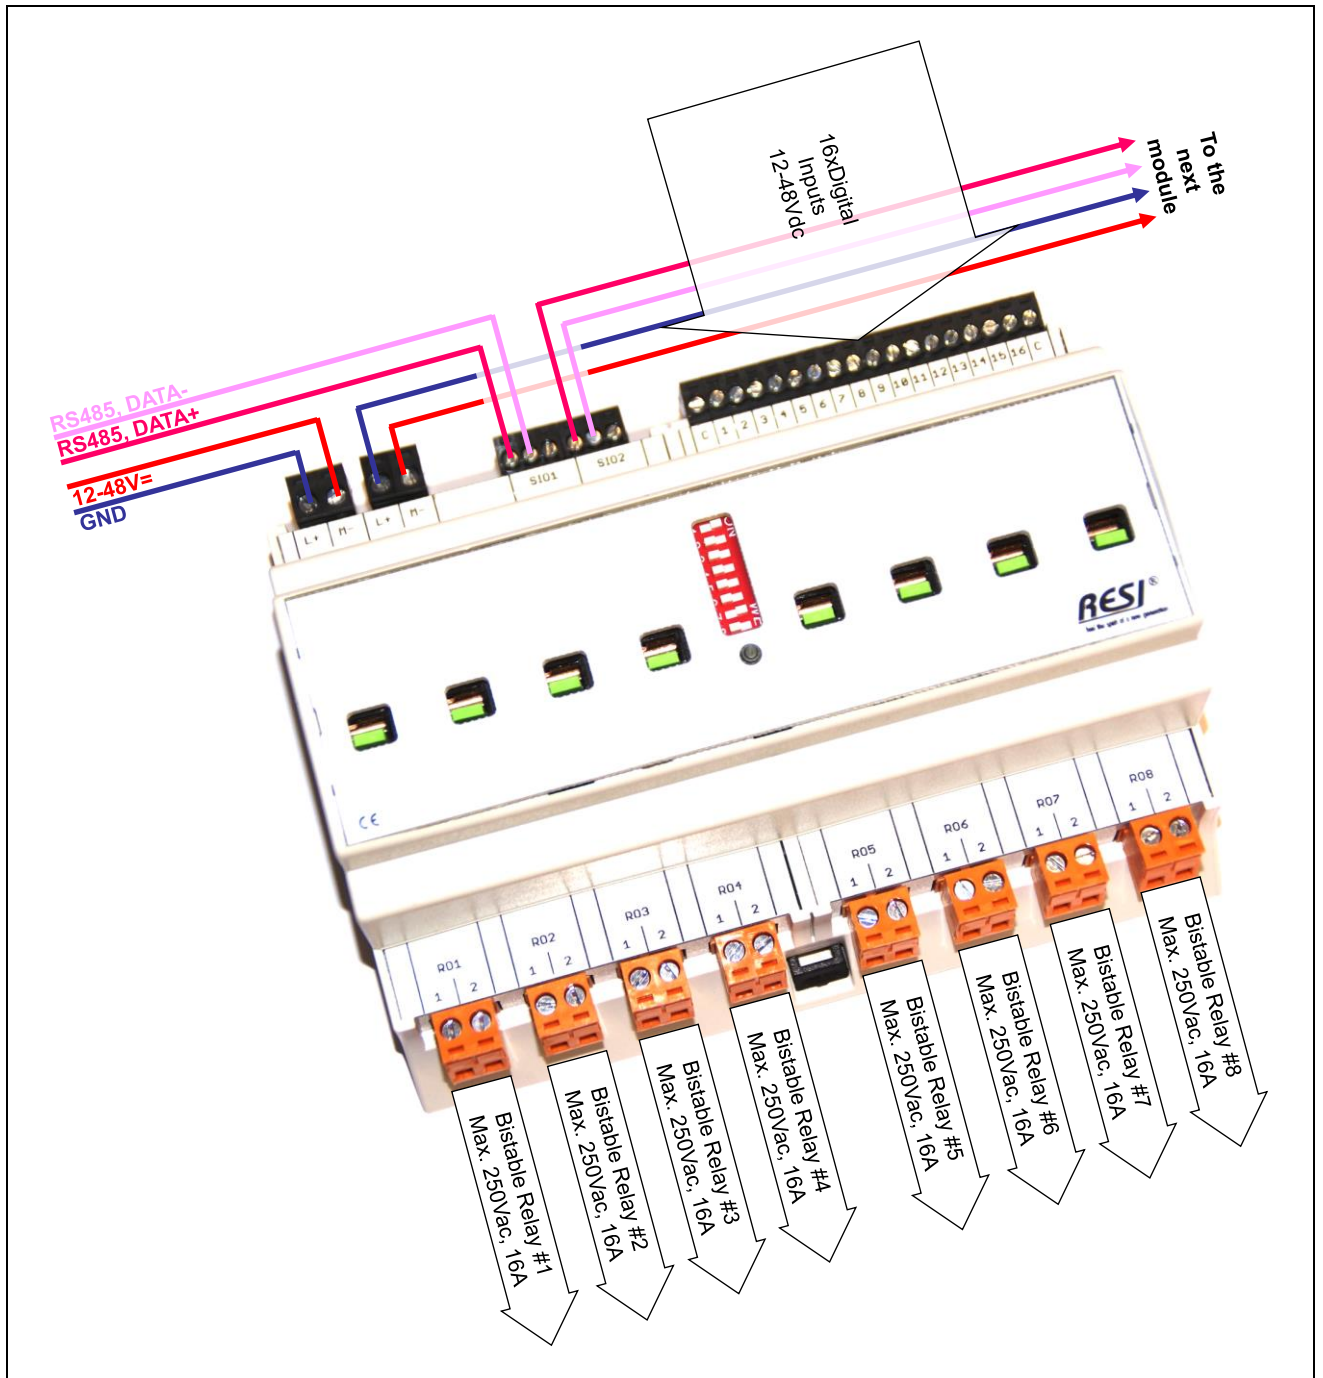 16xDigital
Inputs
12-48Vdc
To the
next
module
RS485, DATA-
RS485, DATA+
12-48V=
GND
L+ M- L+ M-
SIO1 SIO2
C 1 2 3 4 5 6 7 8 9 10 11 12 13 14 15 16 C
RESI®
CE
RO1
1 2
RO2
1 2
RO3
1 2
RO4
1 2
RO5
1 2
RO6
1 2
RO7
1 2
RO8
1 2
Bistable Relay #1
Max. 250Vac, 16A
Bistable Relay #2
Max. 250Vac, 16A
Bistable Relay #3
Max. 250Vac, 16A
Bistable Relay #4
Max. 250Vac, 16A
Bistable Relay #5
Max. 250Vac, 16A
Bistable Relay #6
Max. 250Vac, 16A
Bistable Relay #7
Max. 250Vac, 16A
Bistable Relay #8
Max. 250Vac, 16A